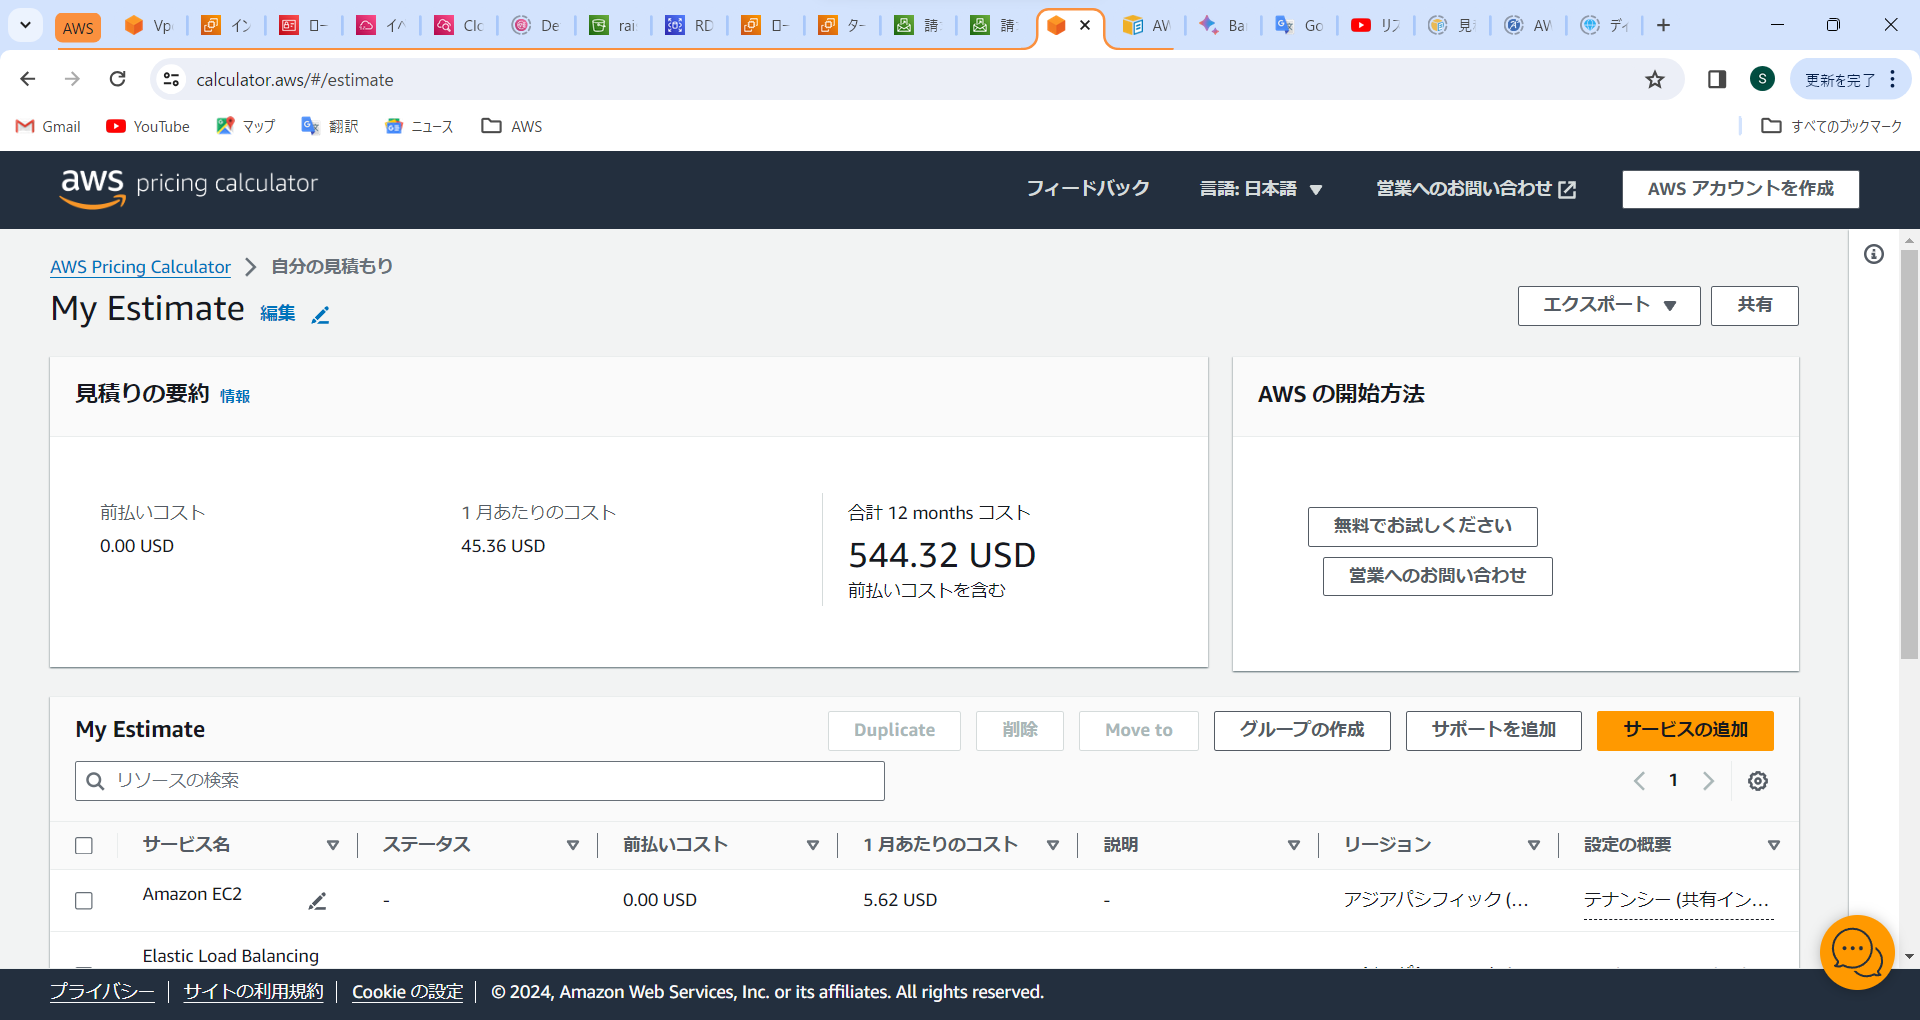 AWS
Vp
イン
ロー
イベ
Clo
De
rai
RD
ロー
ター
請
請
AW
Ba
Go
リス
見
AW
ディ
calculator.aws/#/estimate
S
更新を完了
Gmail
YouTube
マップ
翻訳
ニュース
AWS
すべてのブックマーク
aws pricing calculator
フィードバック
言語: 日本語
営業へのお問い合わせ
AWS アカウントを作成
AWS Pricing Calculator
自分の見積もり
My Estimate 編集
エクスポート
共有
見積りの要約 情報
前払いコスト
0.00 USD
1 月あたりのコスト
45.36 USD
合計 12 months コスト
544.32 USD
前払いコストを含む
AWS の開始方法
無料でお試しください
営業へのお問い合わせ
My Estimate
Duplicate
削除
Move to
グループの作成
サポートを追加
サービスの追加
リソースの検索
1
サービス名
ステータス
前払いコスト
1 月あたりのコスト
説明
リージョン
設定の概要
Amazon EC2
-
0.00 USD
5.62 USD
-
アジアパシフィック (...
テナンシー (共有イン...
Elastic Load Balancing
プライバシー
サイトの利用規約
Cookie の設定
© 2024, Amazon Web Services, Inc. or its affiliates. All rights reserved.